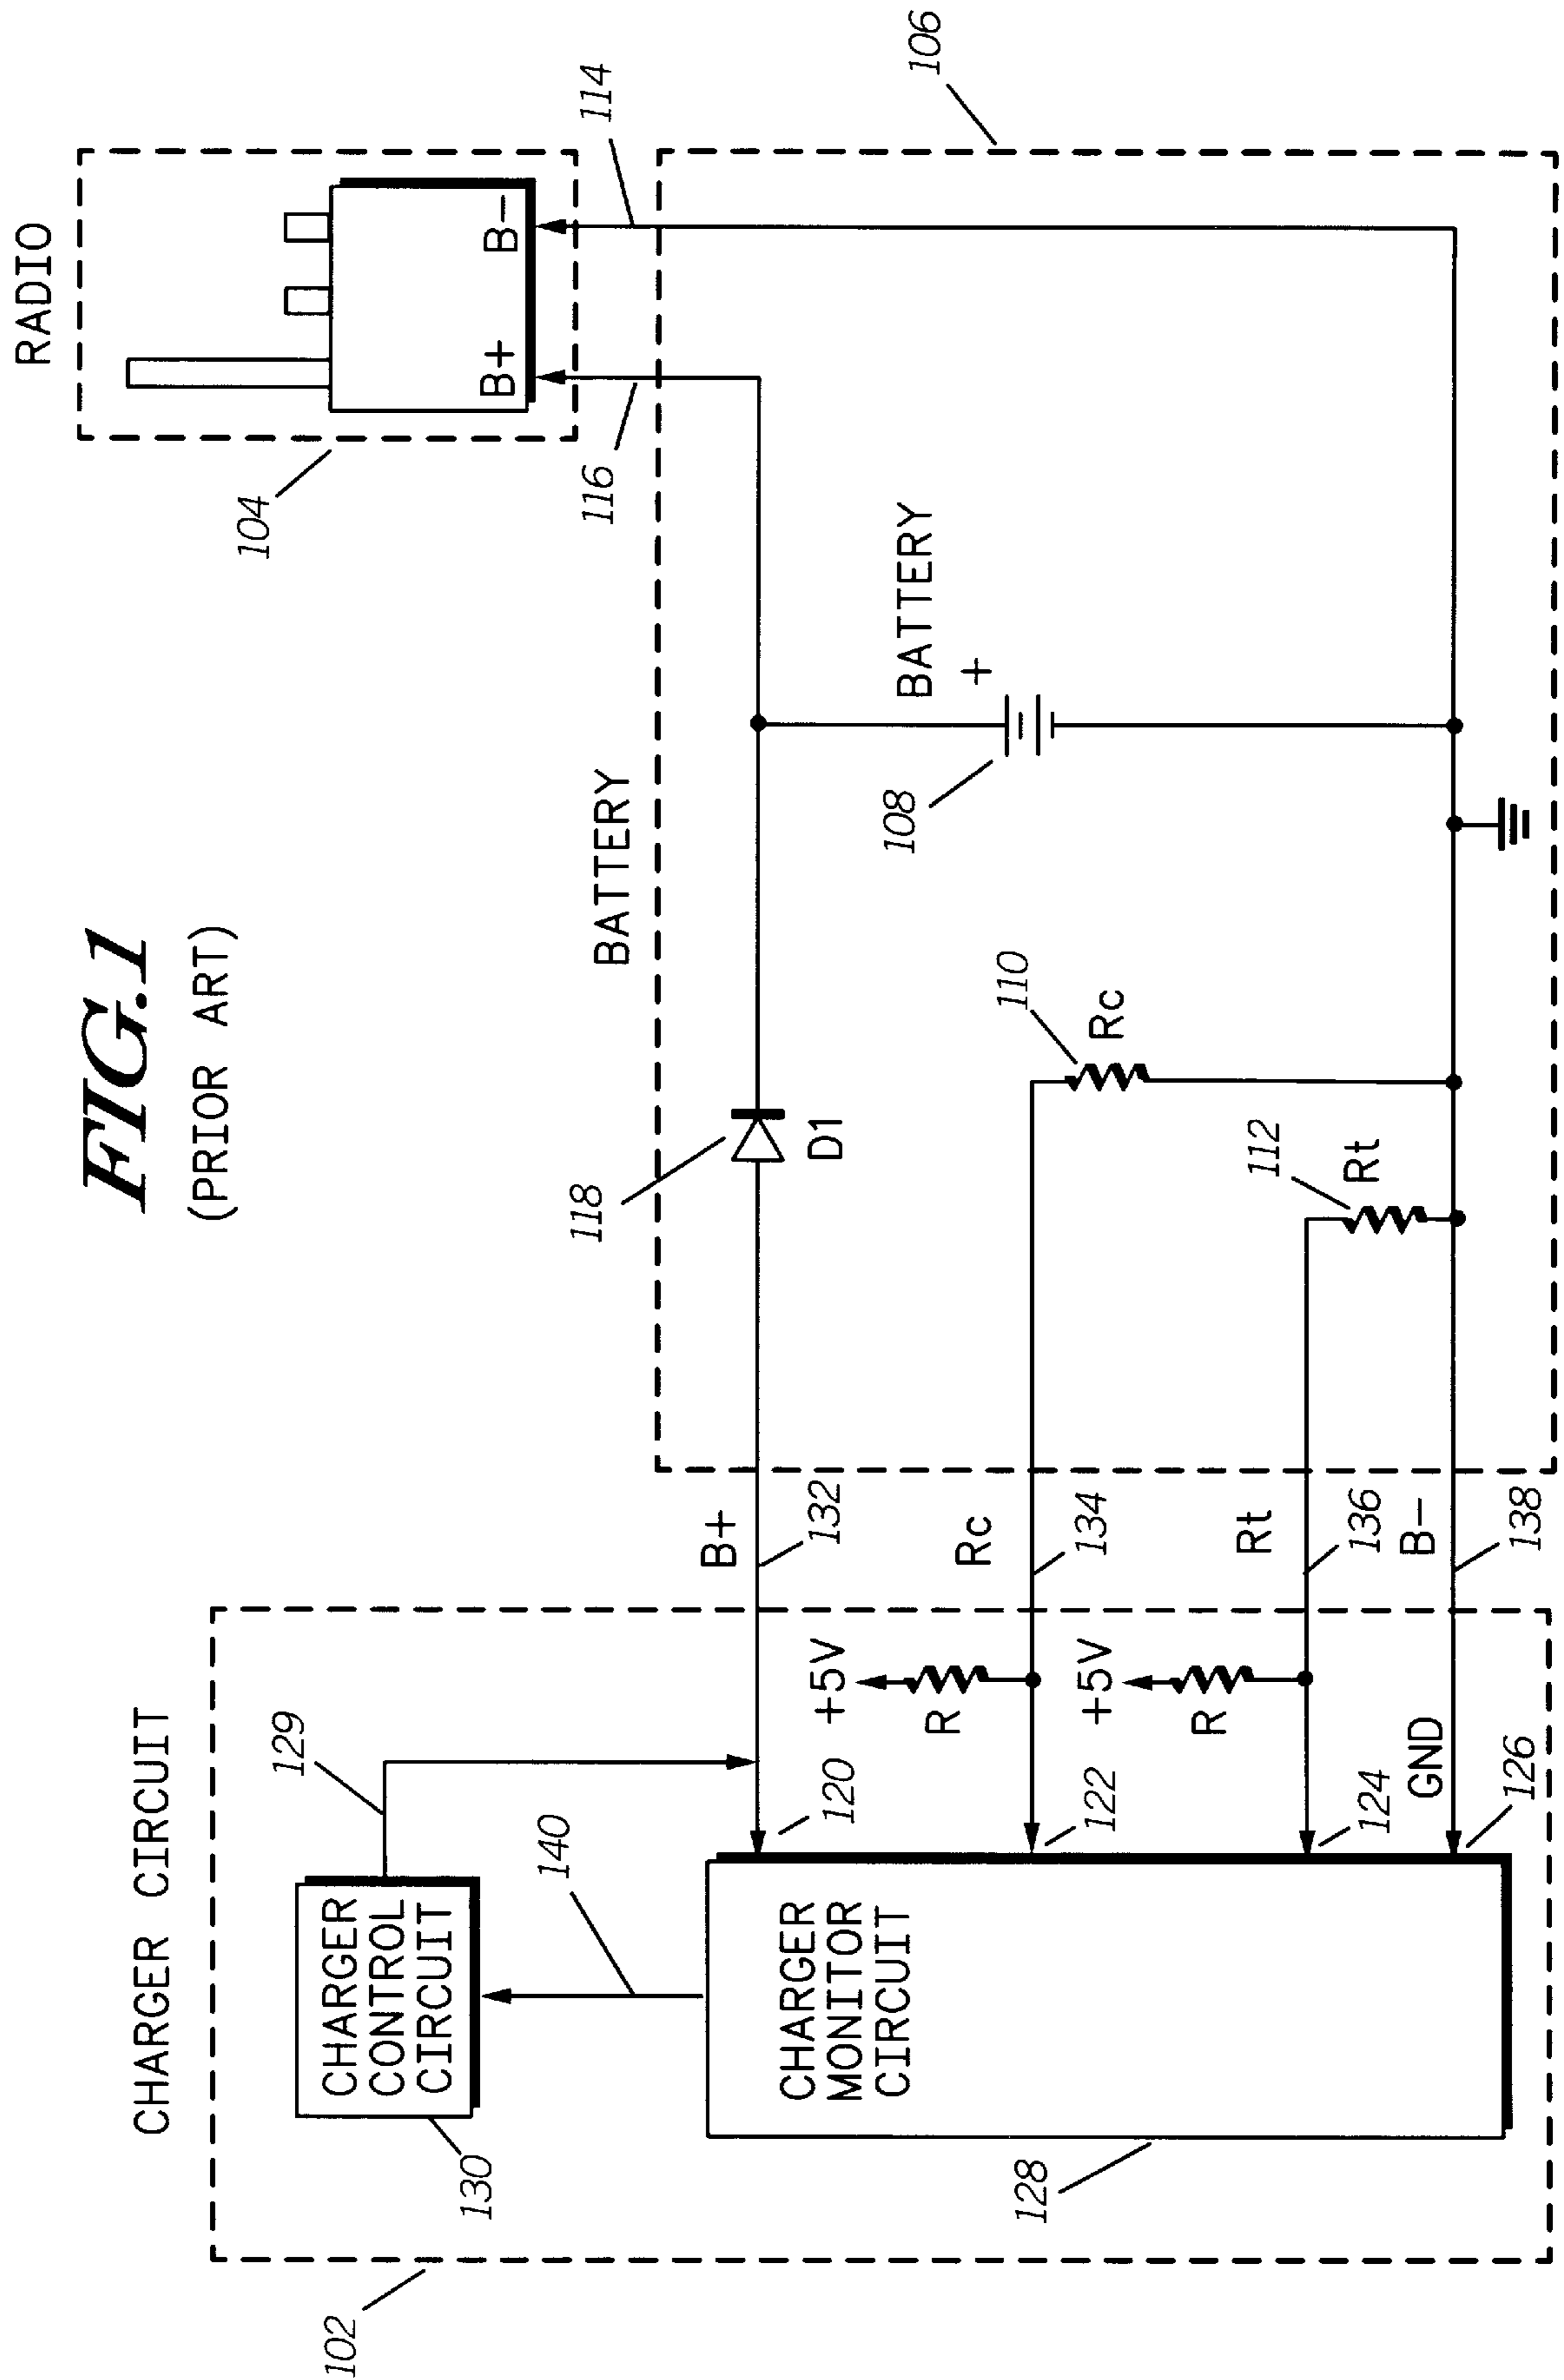 FIG.1
(PRIOR ART)
CHARGER CIRCUIT
102
CHARGER
CONTROL
CIRCUIT
130
129
140
CHARGER
MONITOR
CIRCUIT
128
120
122
124
GND
126
+5V
R
+5V
R
B+
132
Rc
134
Rt
136
B-
138
BATTERY
118
D1
110
Rc
112
Rt
BATTERY
+
108
106
RADIO
104
B+
B-
116
114